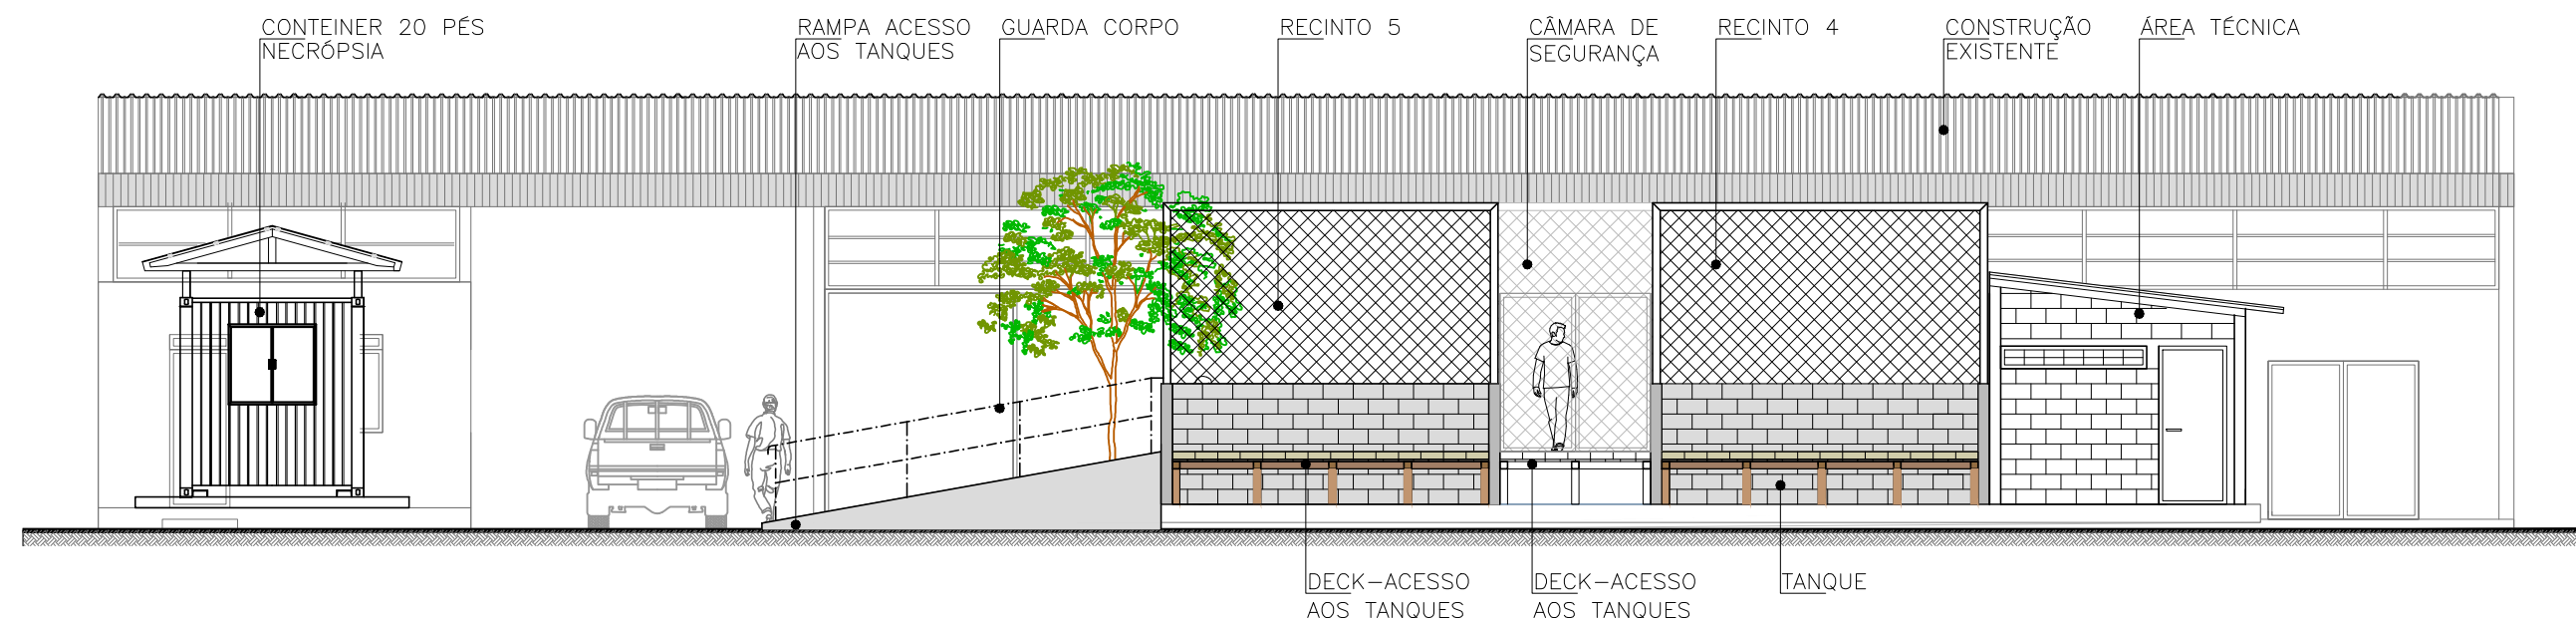 CONTEINER 20 PÉS
NECRÓPSIA
RAMPA ACESSO
AOS TANQUES
GUARDA CORPO
RECINTO 5
CÂMARA DE
SEGURANÇA
RECINTO 4
CONSTRUÇÃO
EXISTENTE
ÁREA TÉCNICA
DECK-ACESSO
AOS TANQUES
DECK-ACESSO
AOS TANQUES
TANQUE